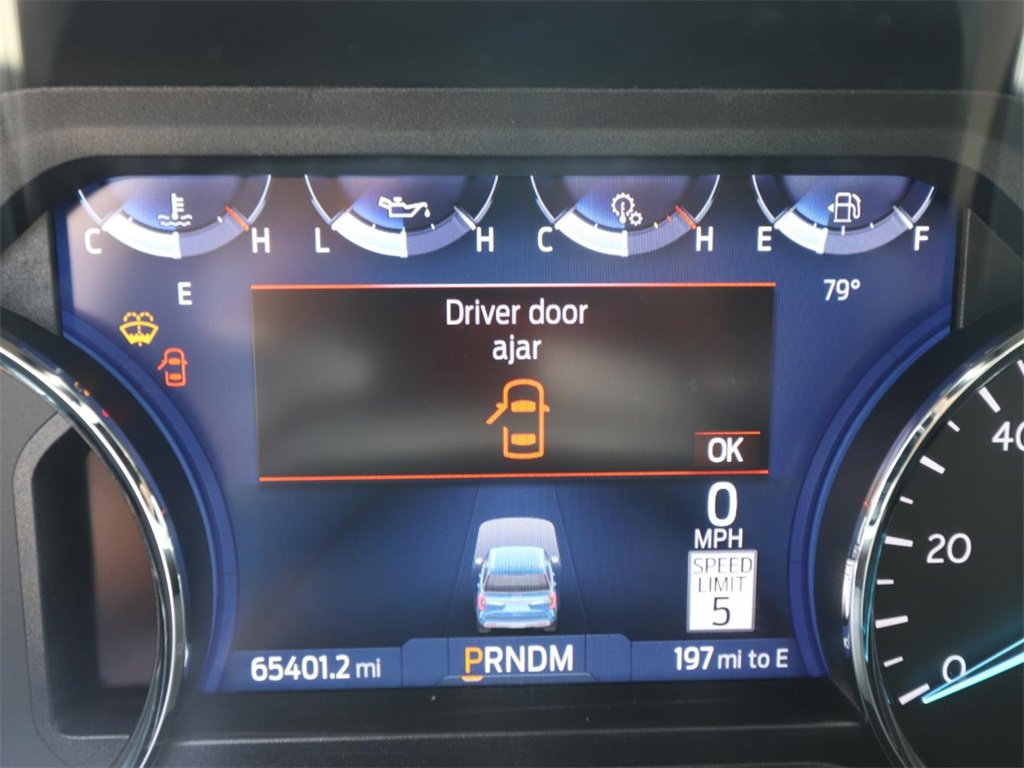 C H L H C H E F
E 79°
Driver door
ajar
OK
0
MPH
SPEED
LIMIT
5
65401.2 mi PRNDM 197 mi to E
40
20
0